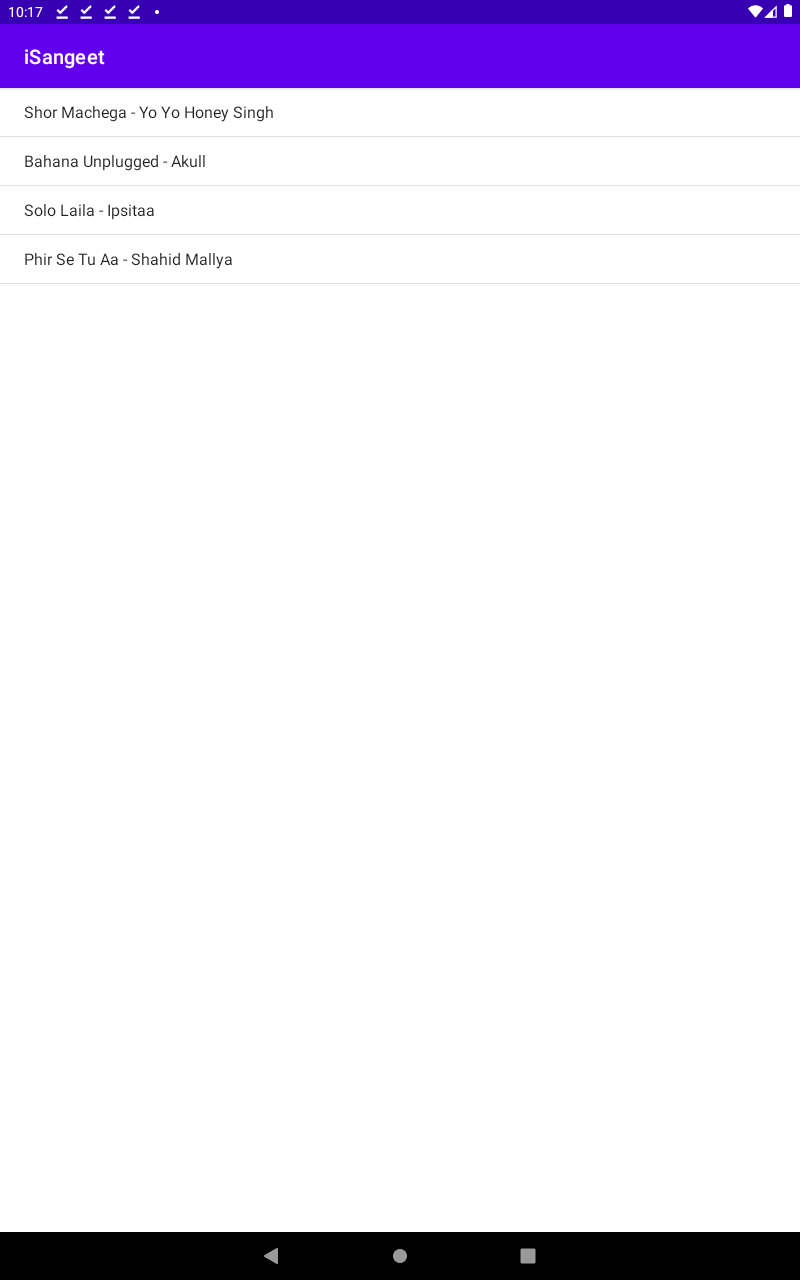 10:17
iSangeet
Shor Machega - Yo Yo Honey Singh
Bahana Unplugged - Akull
Solo Laila - Ipsitaa
Phir Se Tu Aa - Shahid Mallya